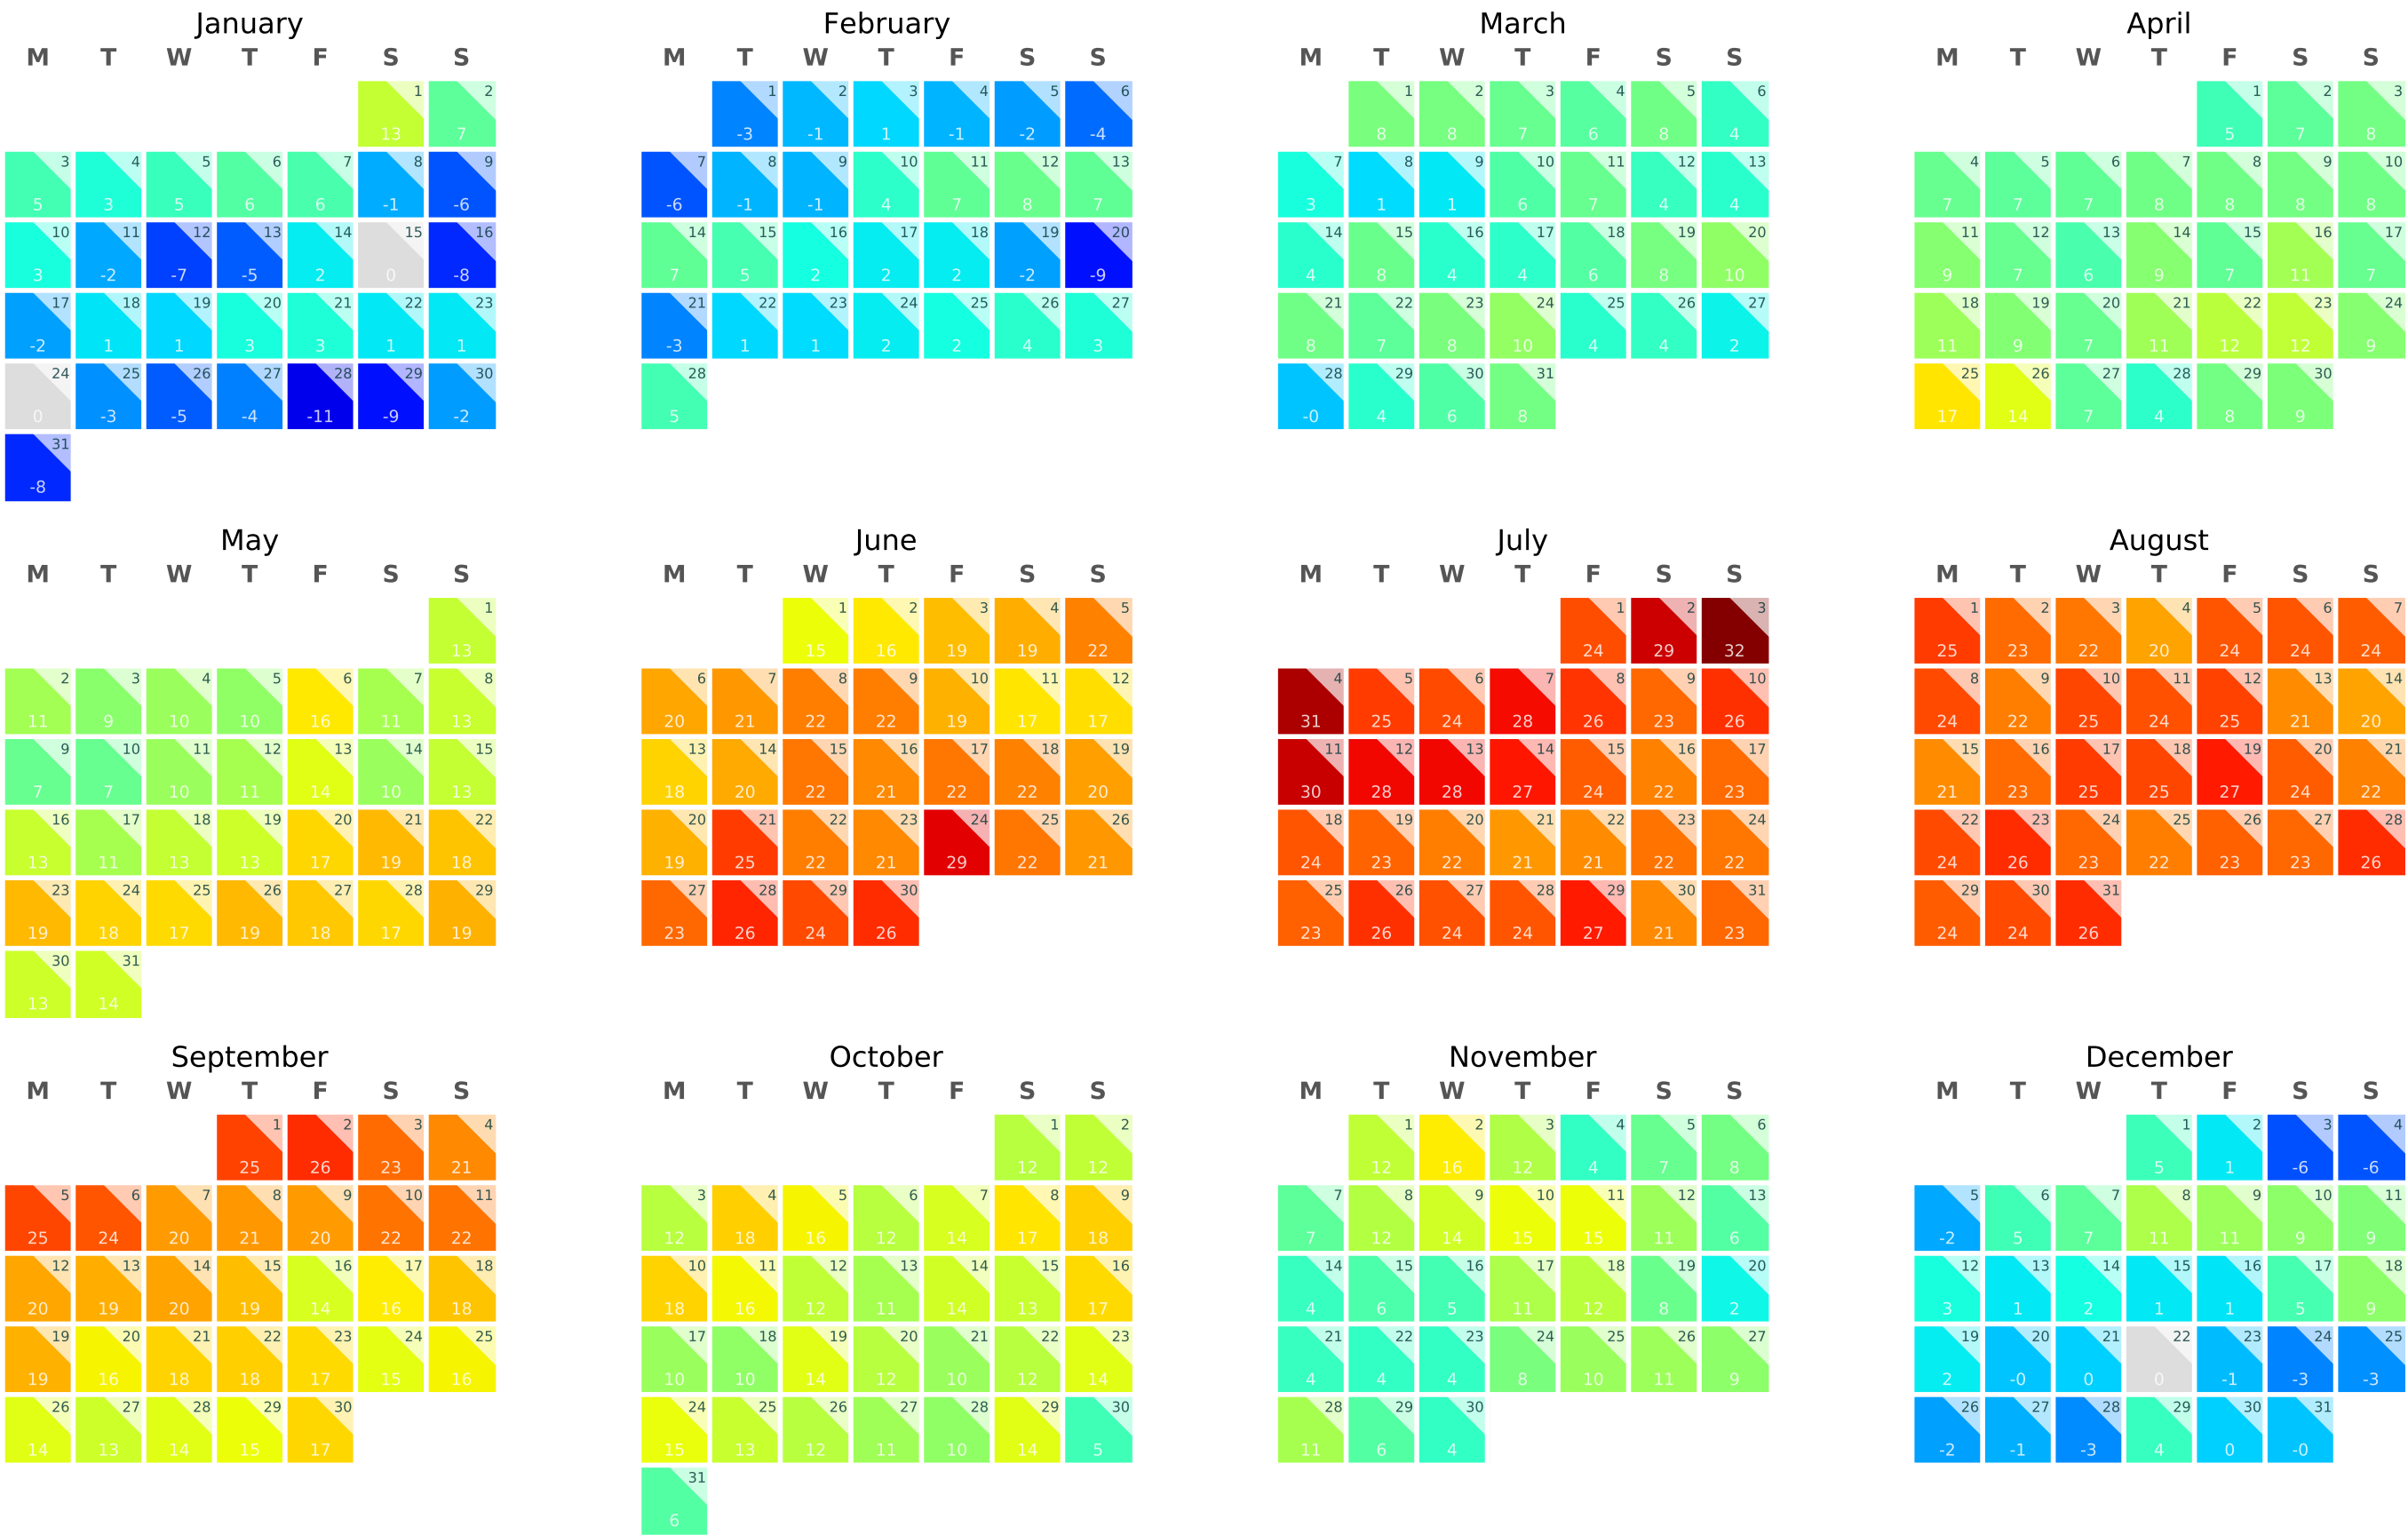 January February March April
M T W T F S S M T W T F S S M T W T F S S M T W T F S S
1 2 1 2 3 4 5 6 1 2 3 4 5 6 1 2 3
13 7 -3 -1 1 -1 -2 -4 8 8 7 6 8 4 5 7 8
3 4 5 6 7 8 9 7 8 9 10 11 12 13 7 8 9 10 11 12 13 4 5 6 7 8 9 10
5 3 5 6 6 -1 -6 -6 -1 -1 4 7 8 7 3 1 1 6 7 4 4 7 7 7 8 8 8 8
10 11 12 13 14 15 16 14 15 16 17 18 19 20 14 15 16 17 18 19 20 11 12 13 14 15 16 17
3 -2 -7 -5 2 0 -8 7 5 2 2 2 -2 -9 4 8 4 4 6 8 10 9 7 6 9 7 11 7
17 18 19 20 21 22 23 21 22 23 24 25 26 27 21 22 23 24 25 26 27 18 19 20 21 22 23 24
-2 1 1 3 3 1 1 -3 1 1 2 2 4 3 8 7 8 10 4 4 2 11 9 7 11 12 12 9
24 25 26 27 28 29 30 28 28 29 30 31 25 26 27 28 29 30
0 -3 -5 -4 -11 -9 -2 5 -0 4 6 8 17 14 7 4 8 9
31
-8
May June July August
M T W T F S S M T W T F S S M T W T F S S M T W T F S S
1 1 2 3 4 5 1 2 3 1 2 3 4 5 6 7
13 15 16 19 19 22 24 29 32 25 23 22 20 24 24 24
2 3 4 5 6 7 8 6 7 8 9 10 11 12 4 5 6 7 8 9 10 8 9 10 11 12 13 14
11 9 10 10 16 11 13 20 21 22 22 19 17 17 31 25 24 28 26 23 26 24 22 25 24 25 21 20
9 10 11 12 13 14 15 13 14 15 16 17 18 19 11 12 13 14 15 16 17 15 16 17 18 19 20 21
7 7 10 11 14 10 13 18 20 22 21 22 22 20 30 28 28 27 24 22 23 21 23 25 25 27 24 22
16 17 18 19 20 21 22 20 21 22 23 24 25 26 18 19 20 21 22 23 24 22 23 24 25 26 27 28
13 11 13 13 17 19 18 19 25 22 21 29 22 21 24 23 22 21 21 22 22 24 26 23 22 23 23 26
23 24 25 26 27 28 29 27 28 29 30 25 26 27 28 29 30 31 29 30 31
19 18 17 19 18 17 19 23 26 24 26 23 26 24 24 27 21 23 24 24 26
30 31
13 14
September October November December
M T W T F S S M T W T F S S M T W T F S S M T W T F S S
1 2 3 4 1 2 1 2 3 4 5 6 1 2 3 4
25 26 23 21 12 12 12 16 12 4 7 8 5 1 -6 -6
5 6 7 8 9 10 11 3 4 5 6 7 8 9 7 8 9 10 11 12 13 5 6 7 8 9 10 11
25 24 20 21 20 22 22 12 18 16 12 14 17 18 7 12 14 15 15 11 6 -2 5 7 11 11 9 9
12 13 14 15 16 17 18 10 11 12 13 14 15 16 14 15 16 17 18 19 20 12 13 14 15 16 17 18
20 19 20 19 14 16 18 18 16 12 11 14 13 17 4 6 5 11 12 8 2 3 1 2 1 1 5 9
19 20 21 22 23 24 25 17 18 19 20 21 22 23 21 22 23 24 25 26 27 19 20 21 22 23 24 25
19 16 18 18 17 15 16 10 10 14 12 10 12 14 4 4 4 8 10 11 9 2 -0 0 0 -1 -3 -3
26 27 28 29 30 24 25 26 27 28 29 30 28 29 30 26 27 28 29 30 31
14 13 14 15 17 15 13 12 11 10 14 5 11 6 4 -2 -1 -3 4 0 -0
31
6